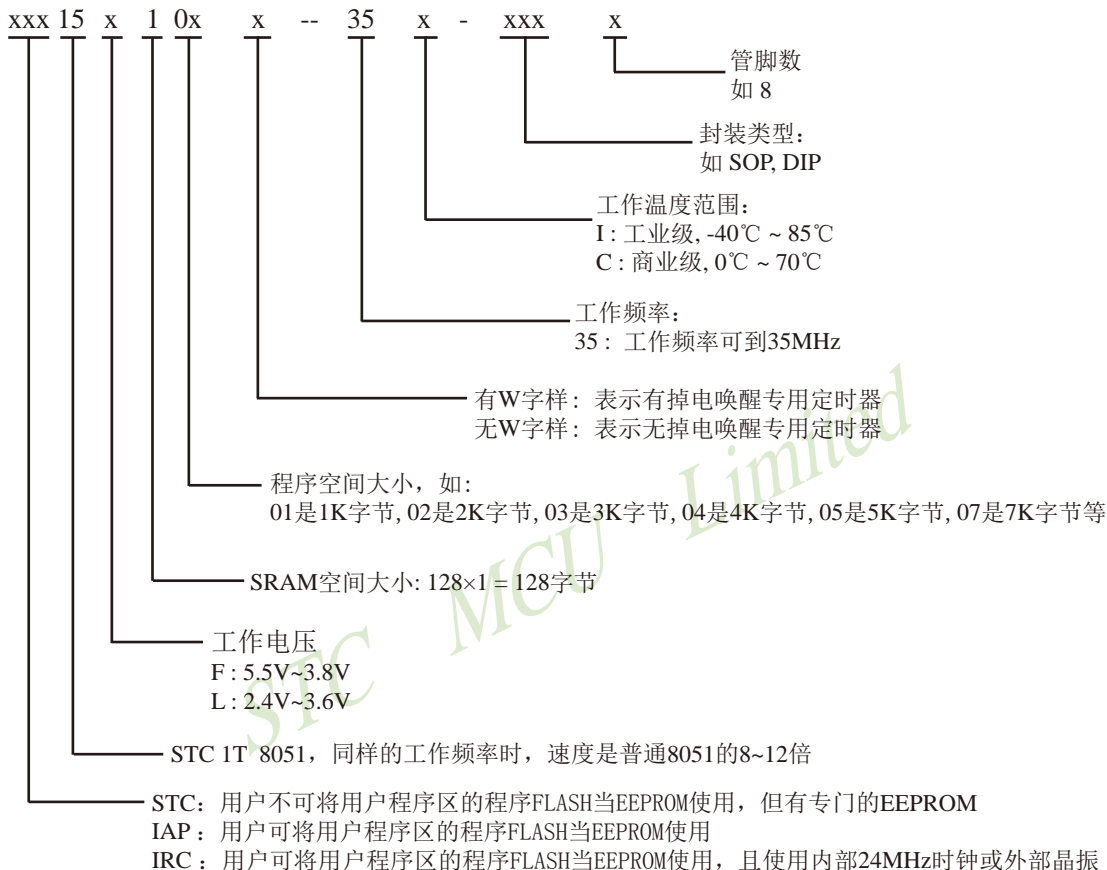 xxx 15 x 1 0x x -- 35 x - xxx x
管脚数
如 8
封装类型：
如 SOP, DIP
工作温度范围：
I : 工业级, -40℃ ~ 85℃
C : 商业级, 0℃ ~ 70℃
工作频率：
35 : 工作频率可到35MHz
有W字样：表示有掉电唤醒专用定时器
无W字样：表示无掉电唤醒专用定时器
程序空间大小，如：
01是1K字节, 02是2K字节, 03是3K字节, 04是4K字节, 05是5K字节, 07是7K字节等
SRAM空间大小: 128×1 = 128字节
工作电压
F : 5.5V~3.8V
L : 2.4V~3.6V
STC 1T 8051，同样的工作频率时，速度是普通8051的8~12倍
STC：用户不可将用户程序区的程序FLASH当EEPROM使用，但有专门的EEPROM
IAP：用户可将用户程序区的程序FLASH当EEPROM使用
IRC：用户可将用户程序区的程序FLASH当EEPROM使用，且使用内部24MHz时钟或外部晶振
STC MCU Limited